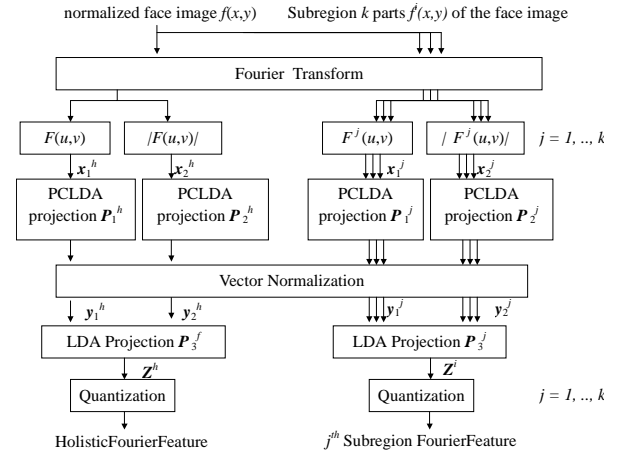 normalized face image f(x,y) Subregion k parts f^i(x,y) of the face image
Fourier Transform
F(u,v) |F(u,v)| F^j(u,v) | F^j(u,v)| j = 1, .., k
x_1^h x_2^h x_1^j x_2^j
PCLDA PCLDA PCLDA PCLDA
projection P_1^h projection P_2^h projection P_1^j projection P_2^j
Vector Normalization
y_1^h y_2^h y_1^j y_2^j
LDA Projection P_3^f LDA Projection P_3^j
Z^h Z^i
Quantization Quantization j = 1, .., k
HolisticFourierFeature j^th Subregion FourierFeature